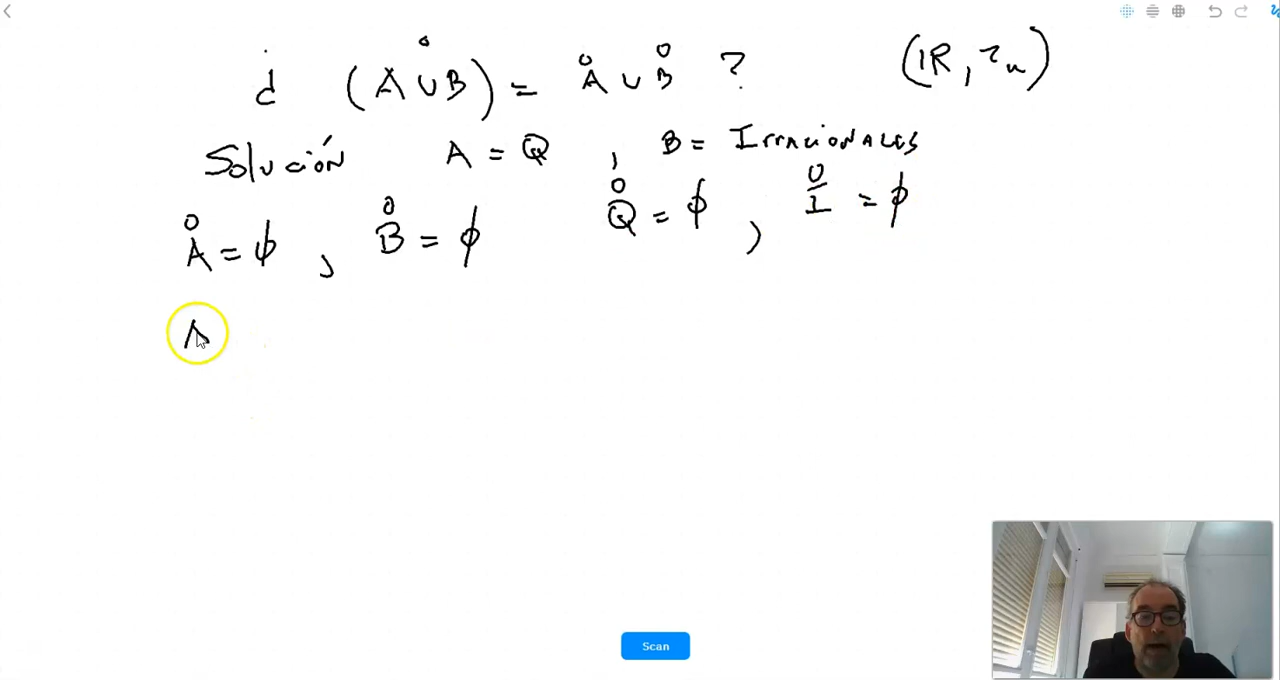 ¿ (A∪B)° = Å ∪ B̊ ? (ℝ, τᵤ)
Solución A = Q , B = Irracionales
Q̊ = ϕ , I̊ = ϕ
Å = ϕ , B̊ = ϕ
A
Scan